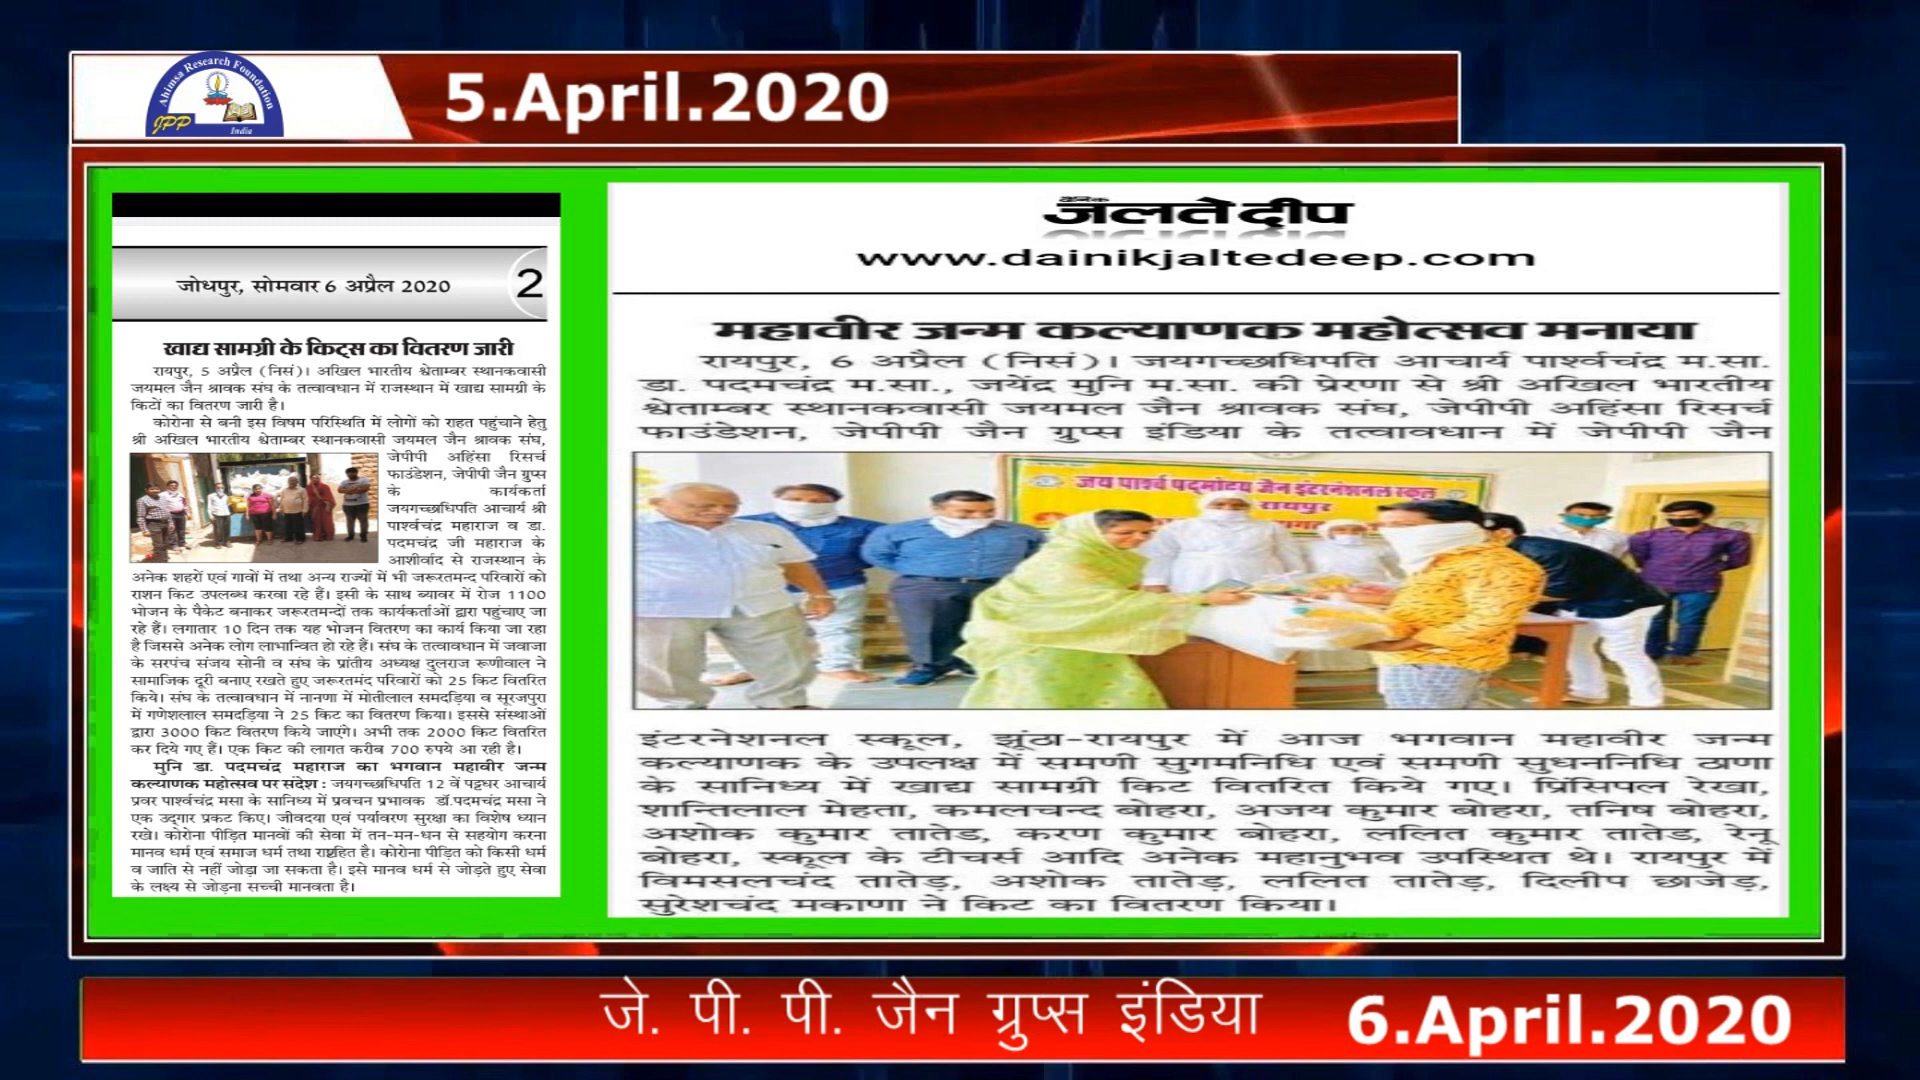 Ahimsa Research Foundation
JPP
India
5.April.2020
जोधपुर, सोमवार 6 अप्रैल 2020
2
खाद्य सामग्री के किट्स का वितरण जारी
रायपुर, 5 अप्रैल (निसं)। अखिल भारतीय श्वेताम्बर स्थानकवासी
जयमल जैन श्रावक संघ के तत्वावधान में राजस्थान में खाद्य सामग्री के
किटों का वितरण जारी है।
कोरोना से बनी इस विषम परिस्थिति में लोगों को राहत पहुंचाने हेतु
श्री अखिल भारतीय श्वेताम्बर स्थानकवासी जयमल जैन श्रावक संघ,
जेपीपी अहिंसा रिसर्च
फाउंडेशन, जेपीपी जैन ग्रुप्स
के कार्यकर्ता
जयगच्छाधिपति आचार्य श्री
पार्श्वचंद्र महाराज व डा.
पदमचंद्र जी महाराज के
आशीर्वाद से राजस्थान के
अनेक शहरों एवं गावों में तथा अन्य राज्यों में भी जरूरतमन्द परिवारों को
राशन किट उपलब्ध करवा रहे हैं। इसी के साथ ब्यावर में रोज 1100
भोजन के पैकेट बनाकर जरूरतमन्दों तक कार्यकर्ताओं द्वारा पहुंचाए जा
रहे हैं। लगातार 10 दिन तक यह भोजन वितरण का कार्य किया जा रहा
है जिससे अनेक लोग लाभान्वित हो रहे हैं। संघ के तत्वावधान में जवाजा
के सरपंच संजय सोनी व संघ के प्रांतीय अध्यक्ष दुलराज रूणीवाल ने
सामाजिक दूरी बनाए रखते हुए जरूरतमंद परिवारों को 25 किट वितरित
किये। संघ के तत्वावधान में नानणा में मोतीलाल समदड़िया व सूरजपुरा
में गणेशलाल समदड़िया ने 25 किट का वितरण किया। इससे संस्थाओं
द्वारा 3000 किट वितरण किये जाएंगे। अभी तक 2000 किट वितरित
कर दिये गए हैं। एक किट की लागत करीब 700 रुपये आ रही है।
मुनि डा. पदमचंद्र महाराज का भगवान महावीर जन्म
कल्याणक महोत्सव पर संदेश : जयगच्छाधिपति 12 वें पट्टधर आचार्य
प्रवर पार्श्वचंद्र मसा के सानिध्य में प्रवचन प्रभावक डॉ.पदमचंद्र मसा ने
एक उद्गार प्रकट किए। जीवदया एवं पर्यावरण सुरक्षा का विशेष ध्यान
रखे। कोरोना पीड़ित मानवों की सेवा में तन-मन-धन से सहयोग करना
मानव धर्म एवं समाज धर्म तथा राष्ट्रहित है। कोरोना पीड़ित को किसी धर्म
व जाति से नहीं जोड़ा जा सकता है। इसे मानव धर्म से जोड़ते हुए सेवा
के लक्ष्य से जोड़ना सच्ची मानवता है।
दैनिक
जलते दीप
www.dainikjaltedeep.com
महावीर जन्म कल्याणक महोत्सव मनाया
रायपुर, 6 अप्रैल (निसं)। जयगच्छाधिपति आचार्य पार्श्वचंद्र म.सा.
डा. पदमचंद्र म.सा., जयेंद्र मुनि म.सा. की प्रेरणा से श्री अखिल भारतीय
श्वेताम्बर स्थानकवासी जयमल जैन श्रावक संघ, जेपीपी अहिंसा रिसर्च
फाउंडेशन, जेपीपी जैन ग्रुप्स इंडिया के तत्वावधान में जेपीपी जैन
जय पार्श्व पद्मोदय जैन इंटरनेशनल स्कूल
रायपुर
इंटरनेशनल स्कूल, झूंठा-रायपुर में आज भगवान महावीर जन्म
कल्याणक के उपलक्ष में समणी सुगमनिधि एवं समणी सुधननिधि ठाणा
के सानिध्य में खाद्य सामग्री किट वितरित किये गए। प्रिंसिपल रेखा,
शान्तिलाल मेहता, कमलचन्द बोहरा, अजय कुमार बोहरा, तनिष बोहरा,
अशोक कुमार तातेड, करण कुमार बोहरा, ललित कुमार तातेड, रेनू
बोहरा, स्कूल के टीचर्स आदि अनेक महानुभव उपस्थित थे। रायपुर में
विमसलचंद तातेड़, अशोक तातेड़, ललित तातेड़, दिलीप छाजेड़,
सुरेशचंद मकाणा ने किट का वितरण किया।
जे. पी. पी. जैन ग्रुप्स इंडिया
6.April.2020